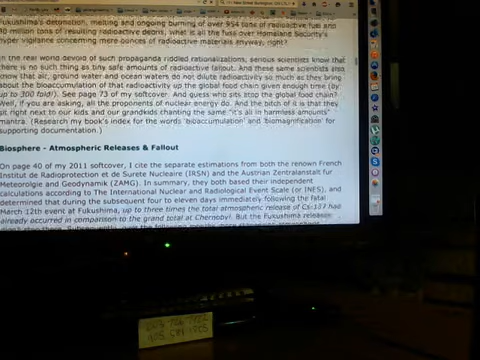 Fukushima's detonation, melting and ongoing burning of over 954 tons of radioactive fuel and
40 million tons of resulting radioactive debris, what is all the fuss over Homeland Security's
hyper vigilance concerning mere ounces of radioactive materials anyway, right?
In the real world devoid of such propaganda riddled rationalizations, serious scientists know that
there is no such thing as tiny safe amounts of radioactive fallout. And these same scientists also
know that air, ground water and ocean waters do not dilute radioactivity so much as they bring
about the bioaccumulation of that radioactivity up the global food chain given enough time (by
up to 300 fold!). See page 73 of my softcover. And guess who sits atop the global food chain?
Well, if you are asking, all the proponents of nuclear energy do. And the bitch of it is that they
sit right next to our kids and our grandkids chanting the same "it's all in harmless amounts"
mantra. (Research my book's index for the words 'bioaccumulation' and 'biomagnification' for
supporting documentation.)
Biosphere - Atmospheric Releases & Fallout
On page 40 of my 2011 softcover, I cite the separate estimations from both the renown French
Institut de Radioprotection et de Surete Nucleaire (IRSN) and the Austrian Zentralanstalt fur
Meteorolgie and Geodynamik (ZAMG). In summary, they both based their independent
calculations according to The International Nuclear and Radiological Event Scale (or INES), and
determined that during the subsequent four to eleven days immediately following the fatal
March 12th event at Fukushima, up to three times the total atmospheric release of Cs-137 had
already occurred in comparison to the grand total at Chernobyl. But the Fukushima releases